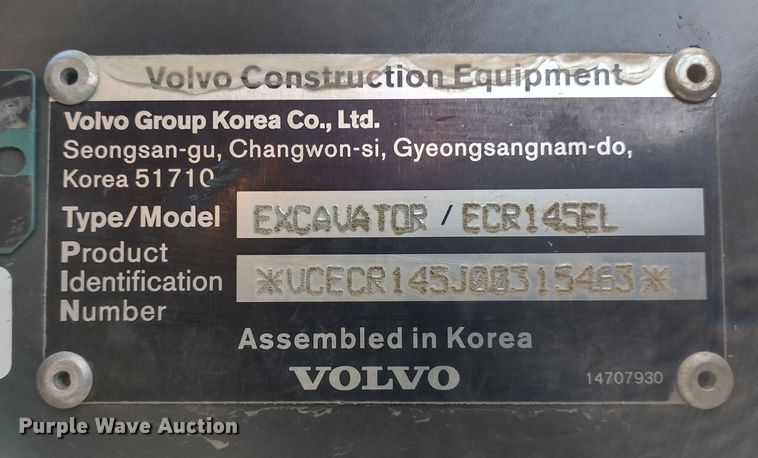 Volvo Construction Equipment
Volvo Group Korea Co., Ltd.
Seongsan-gu, Changwon-si, Gyeongsangnam-do,
Korea 51710
Type/Model EXCAVATOR / ECR145EL
Product
Identification *VCECR145J00315463*
Number
Assembled in Korea
VOLVO 14707930
Purple Wave Auction